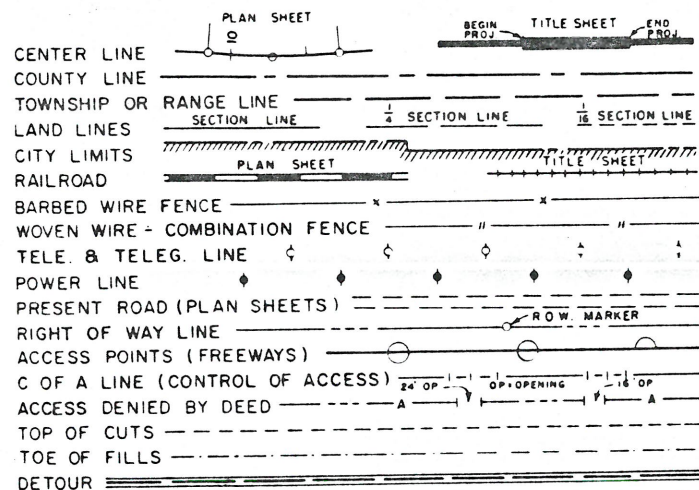 PLAN SHEET
TITLE SHEET
BEGIN PROJ.
END PROJ.
10
CENTER LINE
COUNTY LINE
TOWNSHIP OR RANGE LINE
LAND LINES SECTION LINE 1/4 SECTION LINE 1/16 SECTION LINE
CITY LIMITS
PLAN SHEET TITLE SHEET
RAILROAD
BARBED WIRE FENCE
WOVEN WIRE - COMBINATION FENCE
TELE. & TELEG. LINE
POWER LINE
PRESENT ROAD (PLAN SHEETS)
RIGHT OF WAY LINE R.O.W. MARKER
ACCESS POINTS (FREEWAYS)
C OF A LINE (CONTROL OF ACCESS)
24' OP OP=OPENING 16' OP
ACCESS DENIED BY DEED A A
TOP OF CUTS
TOE OF FILLS
DETOUR